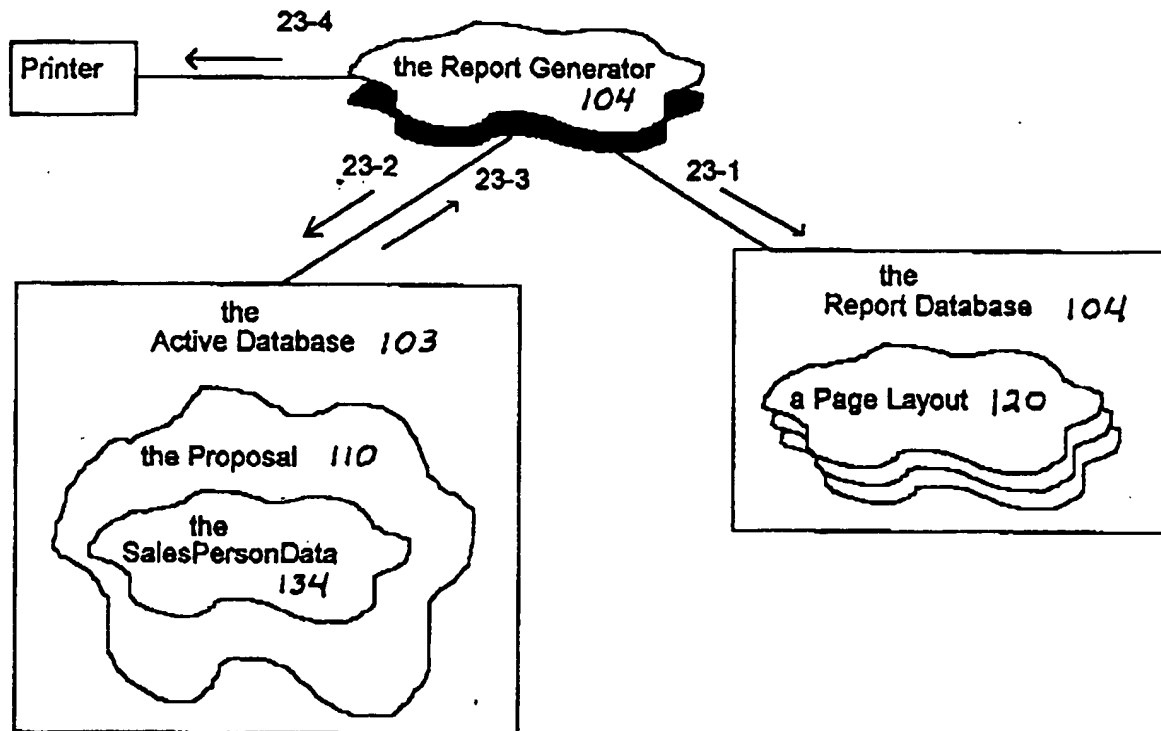 23-4
Printer
the Report Generator
104
23-2
23-3
23-1
the
Active Database 103
the Proposal 110
the
SalesPersonData
134
the
Report Database 104
a Page Layout 120